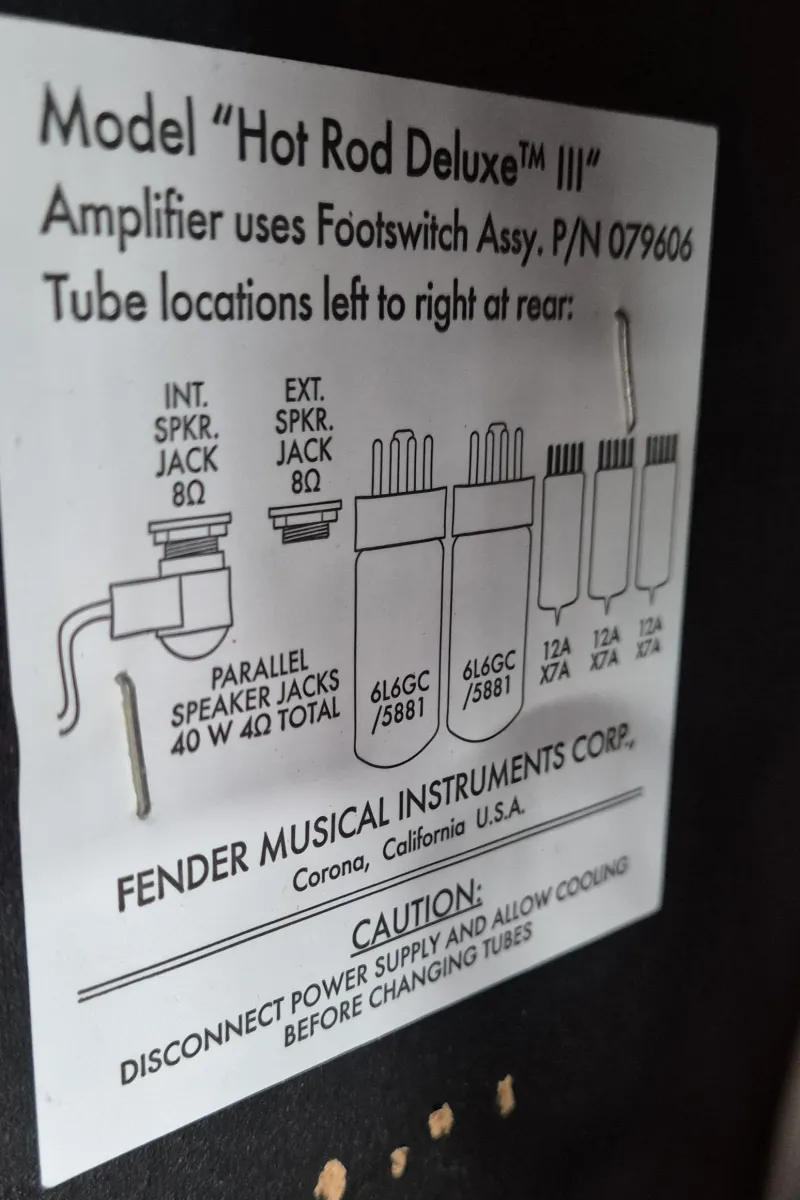 Model “Hot Rod Deluxe™ III”
Amplifier uses Footswitch Assy. P/N 079606
Tube locations left to right at rear:
INT.
SPKR.
JACK
8Ω
EXT.
SPKR.
JACK
8Ω
PARALLEL
SPEAKER JACKS
40 W 4Ω TOTAL
6L6GC
/5881
6L6GC
/5881
12A
X7A
12A
X7A
12A
X7A
FENDER MUSICAL INSTRUMENTS CORP.,
Corona, California U.S.A.
CAUTION:
DISCONNECT POWER SUPPLY AND ALLOW COOLING
BEFORE CHANGING TUBES